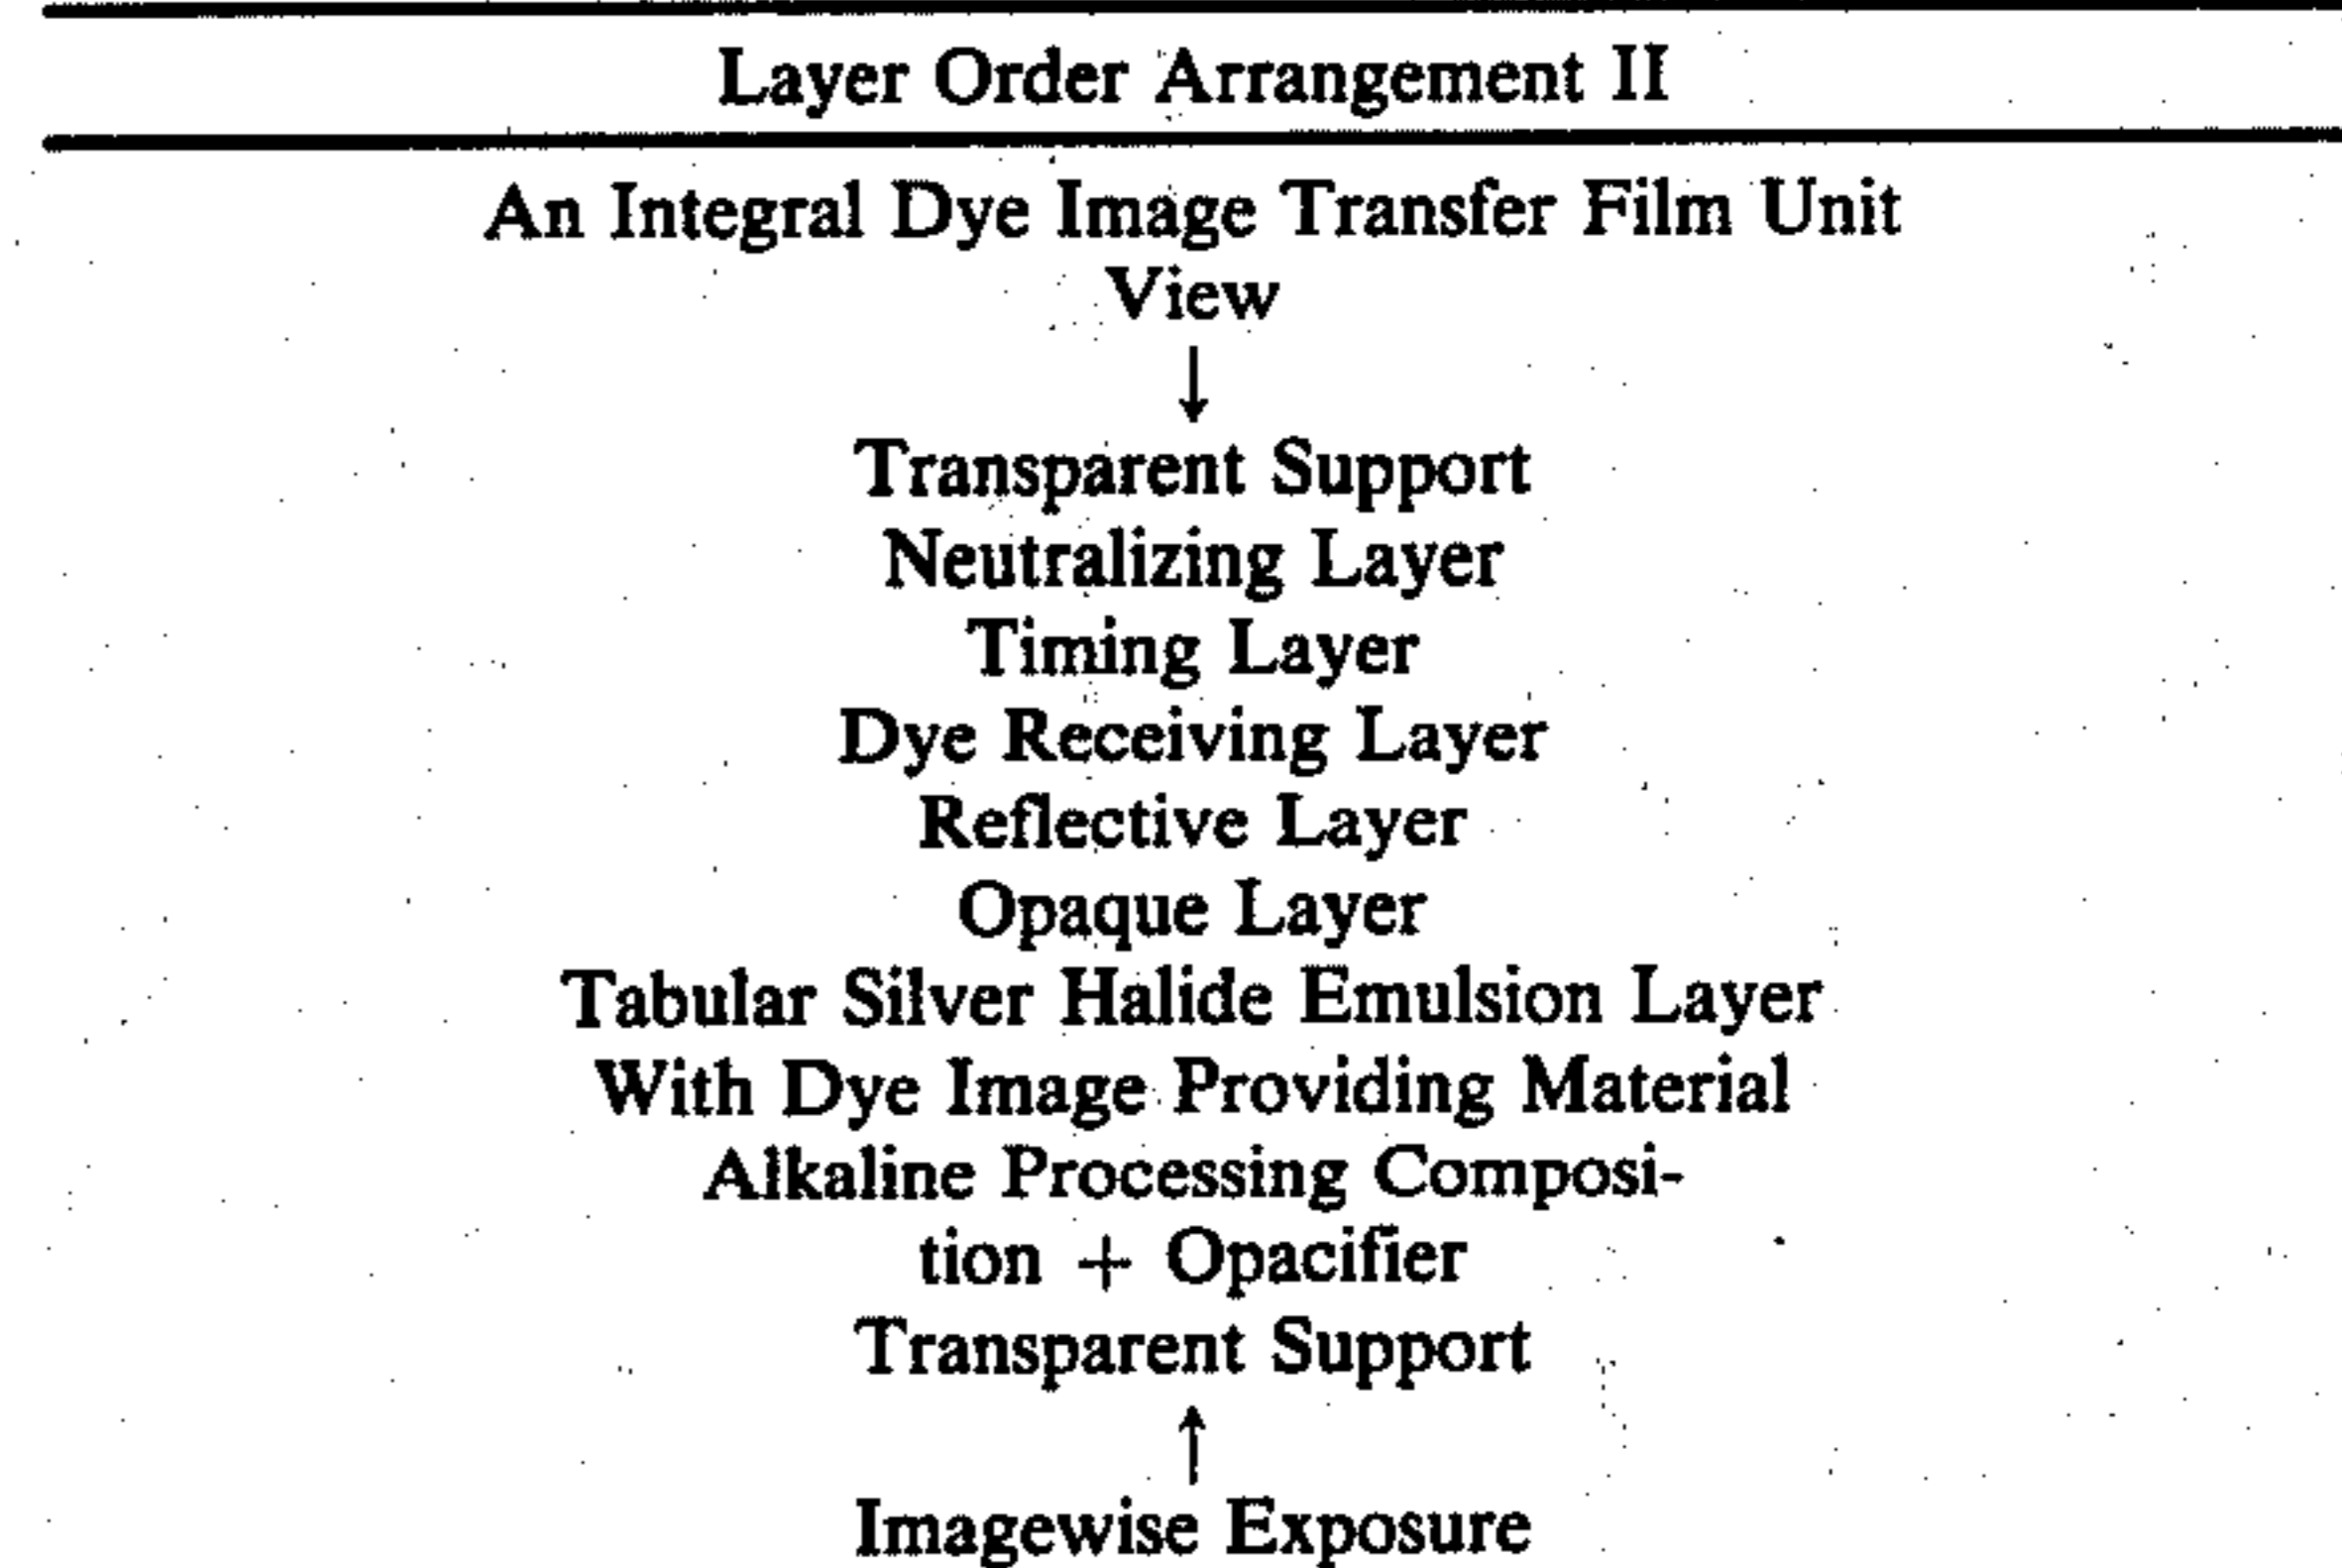 Layer Order Arrangement II
An Integral Dye Image Transfer Film Unit
View
↓
Transparent Support
Neutralizing Layer
Timing Layer
Dye Receiving Layer
Reflective Layer
Opaque Layer
Tabular Silver Halide Emulsion Layer
With Dye Image Providing Material
Alkaline Processing Composi-
tion + Opacifier
Transparent Support
↑
Imagewise Exposure